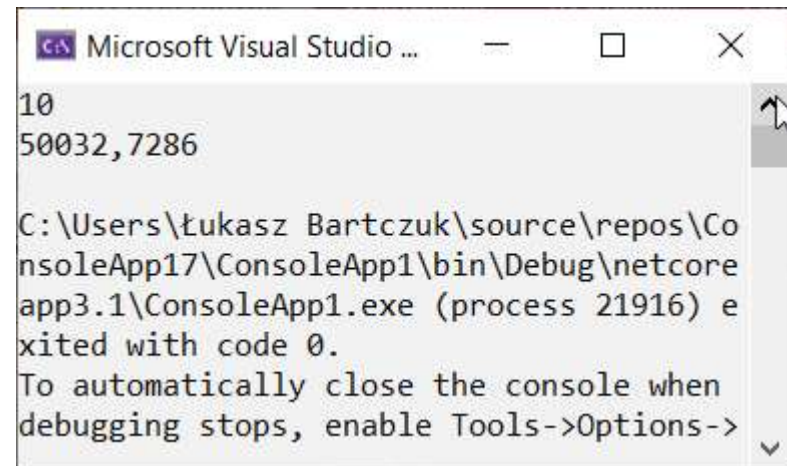 Microsoft Visual Studio ...
10
50032,7286
C:\Users\Łukasz Bartczuk\source\repos\Co
nsoleApp17\ConsoleApp1\bin\Debug\netcore
app3.1\ConsoleApp1.exe (process 21916) e
xited with code 0.
To automatically close the console when
debugging stops, enable Tools->Options->